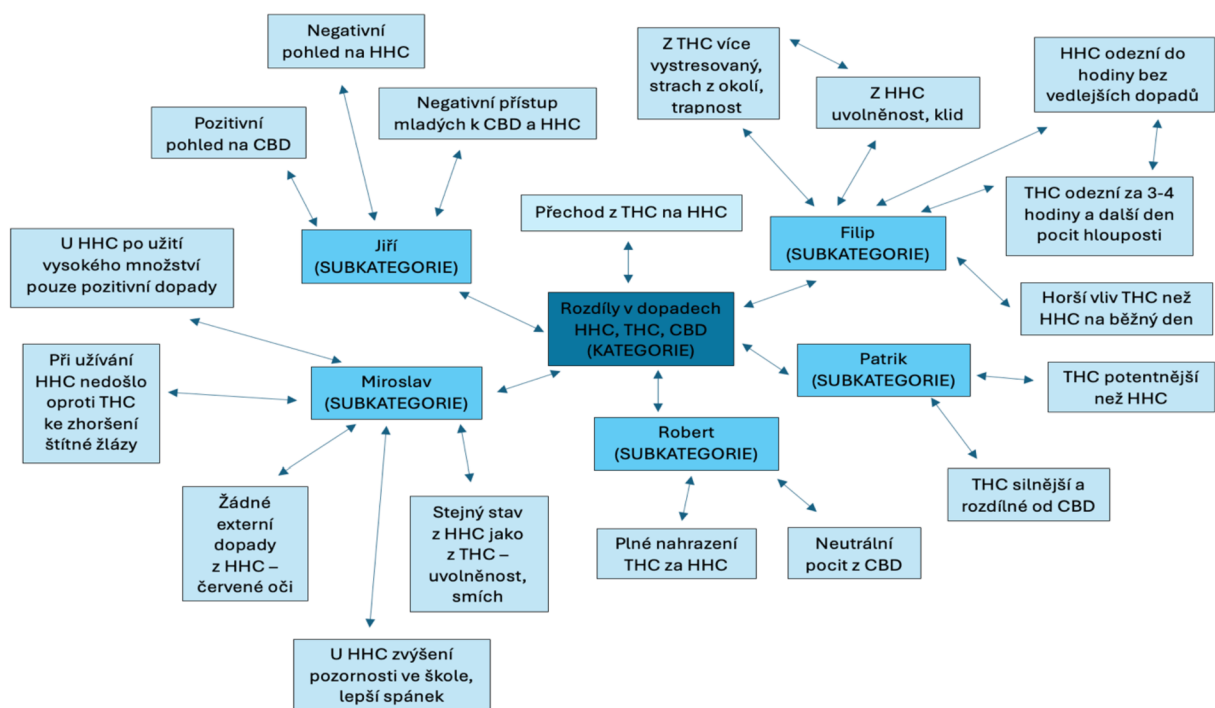 Negativní
pohled na HHC
Pozitivní
pohled na CBD
Negativní přístup
mladých k CBD a HHC
Z THC více
vystresovaný,
strach z okolí,
trapnost
Z HHC
uvolněnost, klid
HHC odezní do
hodiny bez
vedlejších dopadů
THC odezní za 3-4
hodiny a další den
pocit hlouposti
Přechod z THC na HHC
Jiří
(SUBKATEGORIE)
Filip
(SUBKATEGORIE)
U HHC po užití
vysokého množství
pouze pozitivní dopady
Rozdíly v dopadech
HHC, THC, CBD
(KATEGORIE)
Horší vliv THC než
HHC na běžný den
Při užívání
HHC nedošlo
oproti THC
ke zhoršení
štítné žlázy
Miroslav
(SUBKATEGORIE)
Patrik
(SUBKATEGORIE)
THC potentnější
než HHC
Robert
(SUBKATEGORIE)
THC silnější a
rozdílné od CBD
Žádné
externí
dopady
z HHC –
červené oči
Stejný stav
z HHC jako
z THC –
uvolněnost,
smích
Plné nahrazení
THC za HHC
Neutrální
pocit z CBD
U HHC zvýšení
pozornosti ve škole,
lepší spánek